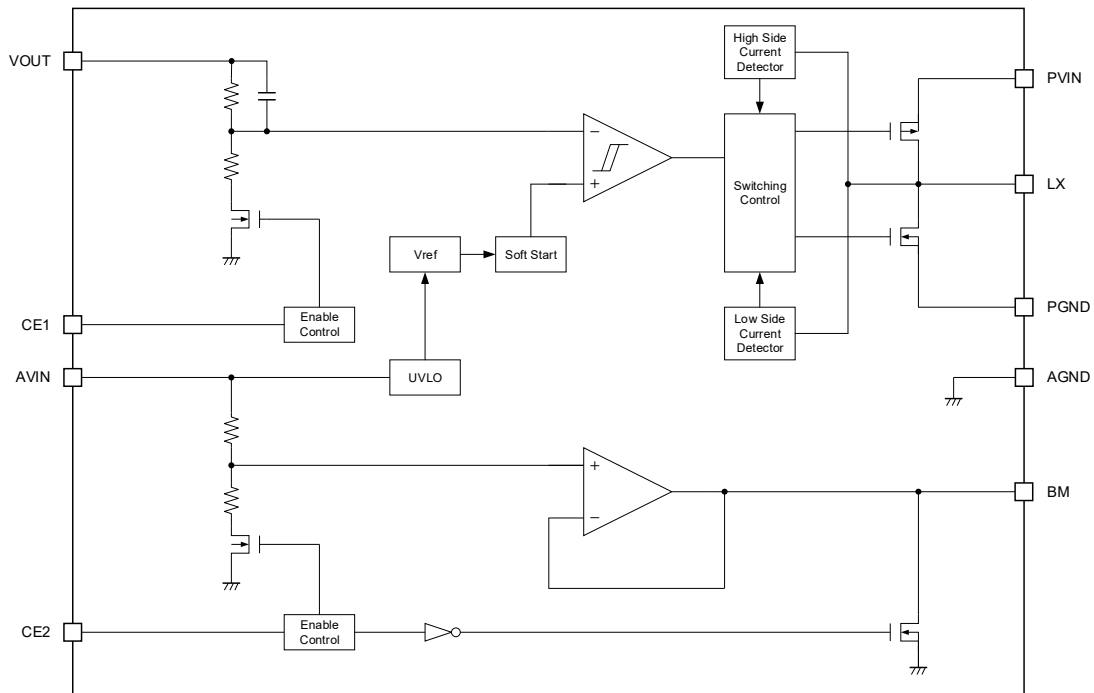 High Side
Current
Detector
VOUT
PVIN
−
+
Switching
Control
LX
Vref
Soft Start
CE1
Enable
Control
Low Side
Current
Detector
PGND
AVIN
UVLO
AGND
+
−
BM
CE2
Enable
Control